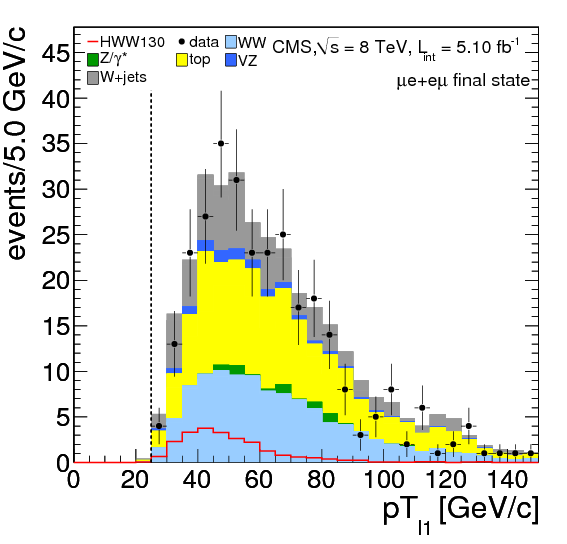 HWW130 data WW CMS,√s = 8 TeV, L_int = 5.10 fb⁻¹
Z/γ* top VZ
W+jets μe+eμ final state
events/5.0 GeV/c
45
40
35
30
25
20
15
10
5
0
0 20 40 60 80 100 120 140
pT_l1 [GeV/c]